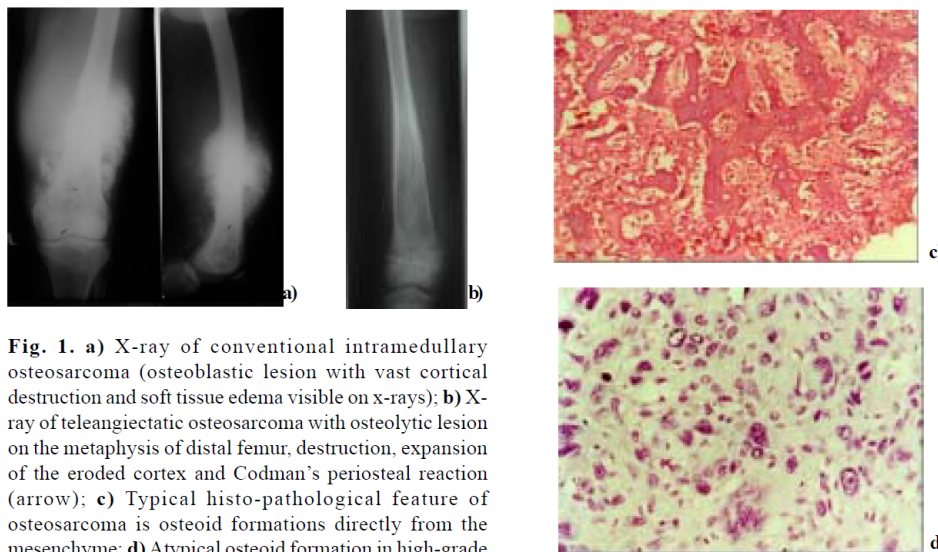 a)
b)
c
d
Fig. 1. a) X-ray of conventional intramedullary
osteosarcoma (osteoblastic lesion with vast cortical
destruction and soft tissue edema visible on x-rays); b) X-
ray of teleangiectatic osteosarcoma with osteolytic lesion
on the metaphysis of distal femur, destruction, expansion
of the eroded cortex and Codman’s periosteal reaction
(arrow); c) Typical histo-pathological feature of
osteosarcoma is osteoid formations directly from the
mesenchyme; d) Atypical osteoid formation in high-grade